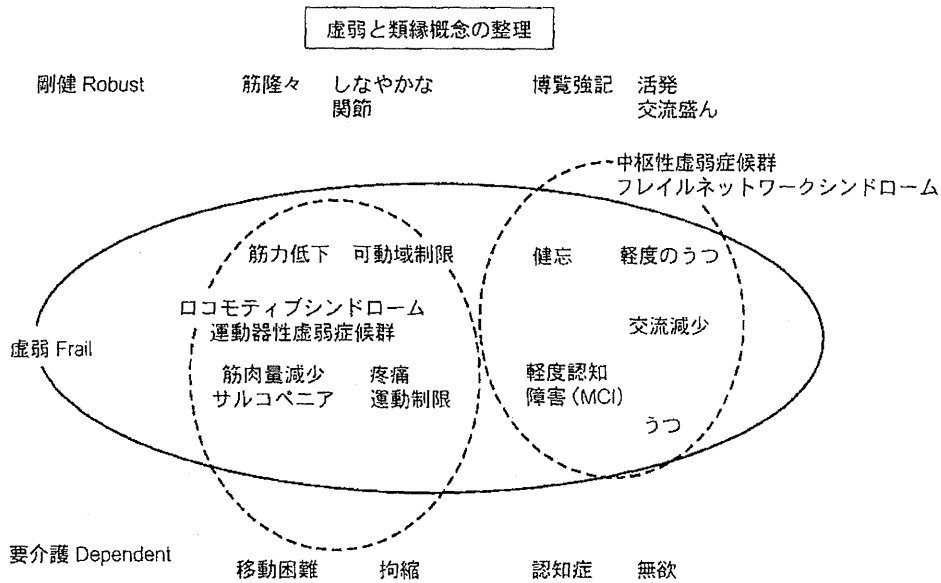 虚弱と類縁概念の整理
剛健 Robust
筋隆々
しなやかな
関節
博覧強記
活発
交流盛ん
中枢性虚弱症候群
フレイルネットワークシンドローム
筋力低下
可動域制限
健忘
軽度のうつ
ロコモティブシンドローム
運動器性虚弱症候群
交流減少
虚弱 Frail
筋肉量減少
サルコペニア
疼痛
運動制限
軽度認知
障害(MCI)
うつ
要介護 Dependent
移動困難
拘縮
認知症
無欲